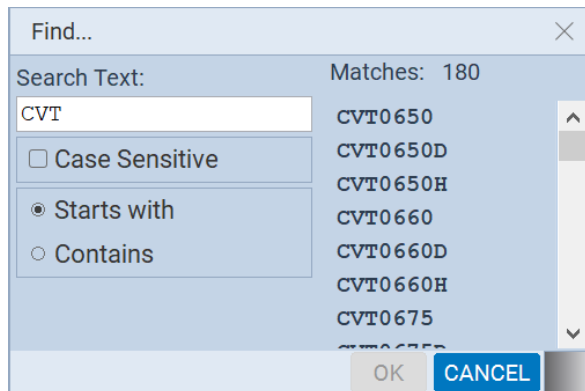 Find...
Search Text:
CVT
Case Sensitive
Starts with
Contains
Matches: 180
CVT0650
CVT0650D
CVT0650H
CVT0660
CVT0660D
CVT0660H
CVT0675
OK
CANCEL